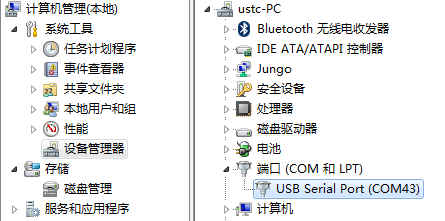 计算机管理(本地)
系统工具
任务计划程序
事件查看器
共享文件夹
本地用户和组
性能
设备管理器
存储
磁盘管理
服务和应用程序
ustc-PC
Bluetooth 无线电收发器
IDE ATA/ATAPI 控制器
Jungo
安全设备
处理器
磁盘驱动器
电池
端口 (COM 和 LPT)
USB Serial Port (COM43)
计算机